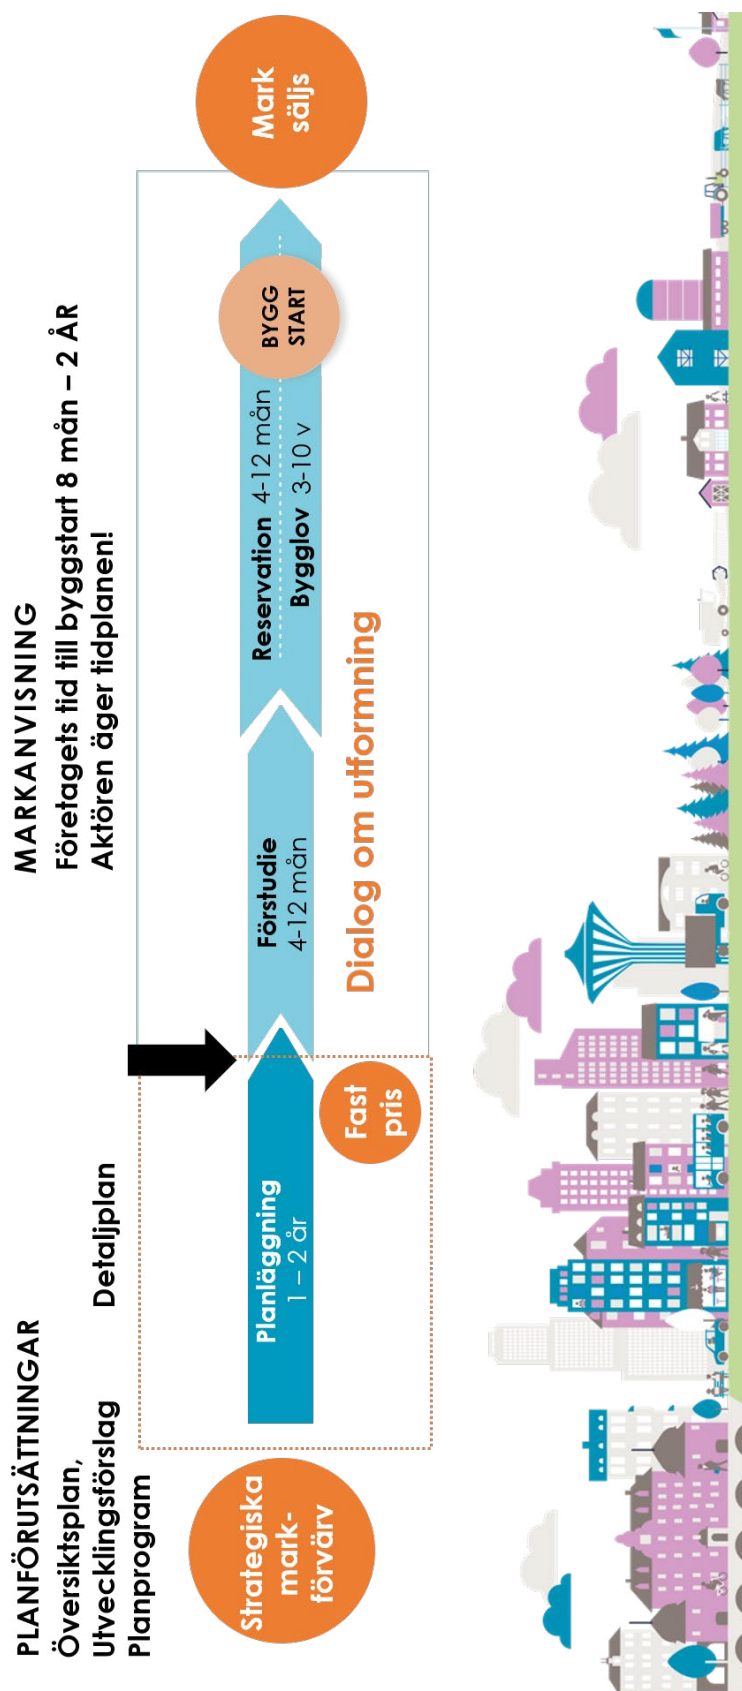 PLANFÖRUTSÄTTNINGAR
Översiktsplan,
Utvecklingsförslag
Planprogram
Detaljplan
MARKANVISNING
Företagets tid till byggstart 8 mån – 2 ÅR
Aktören äger tidplanen!
Strategiska
mark-
förvärv
Planläggning
1 – 2 år
Fast
pris
Förstudie
4-12 mån
Reservation 4-12 mån
Bygglov 3-10 v
BYGG
START
Mark
säljs
Dialog om utformning